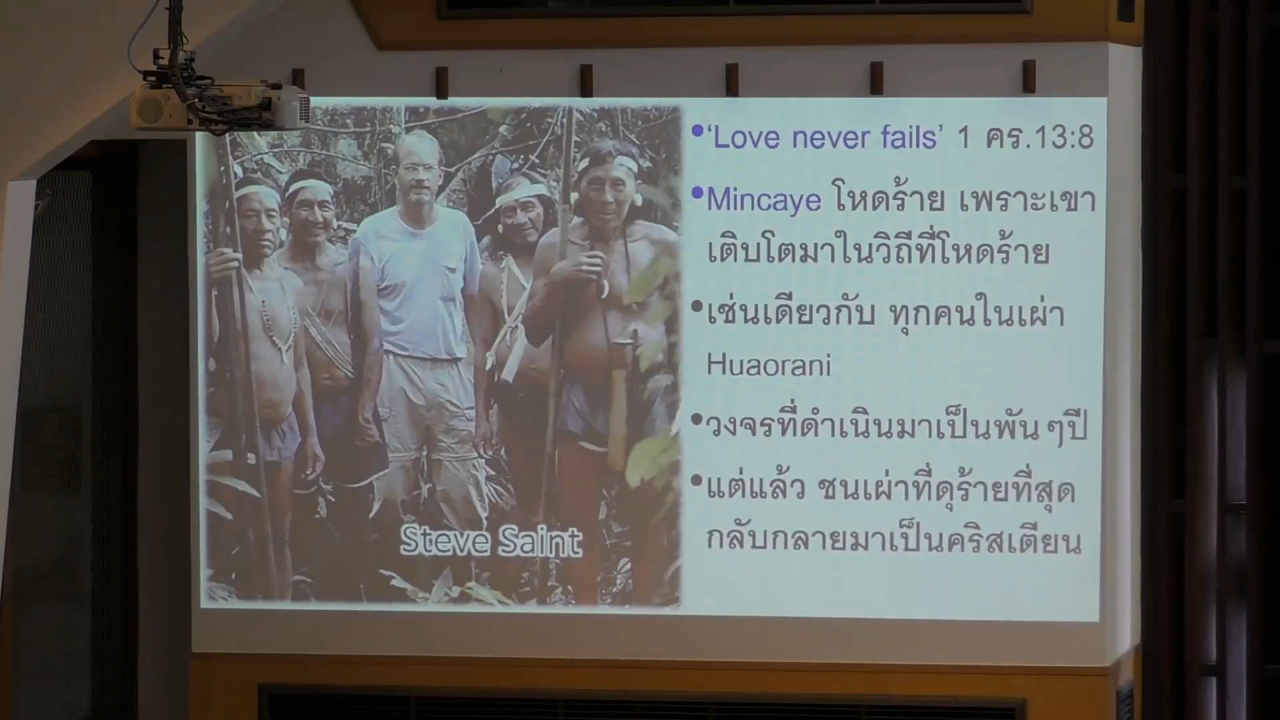 Steve Saint
•‘Love never fails’ 1 คร.13:8
•Mincaye โหดร้าย เพราะเขา
เติบโตมาในวิถีที่โหดร้าย
•เช่นเดียวกับ ทุกคนในเผ่า
Huaorani
•วงจรที่ดำเนินมาเป็นพัน ๆปี
•แต่แล้ว ชนเผ่าที่ดุร้ายที่สุด
กลับกลายมาเป็นคริสเตียน